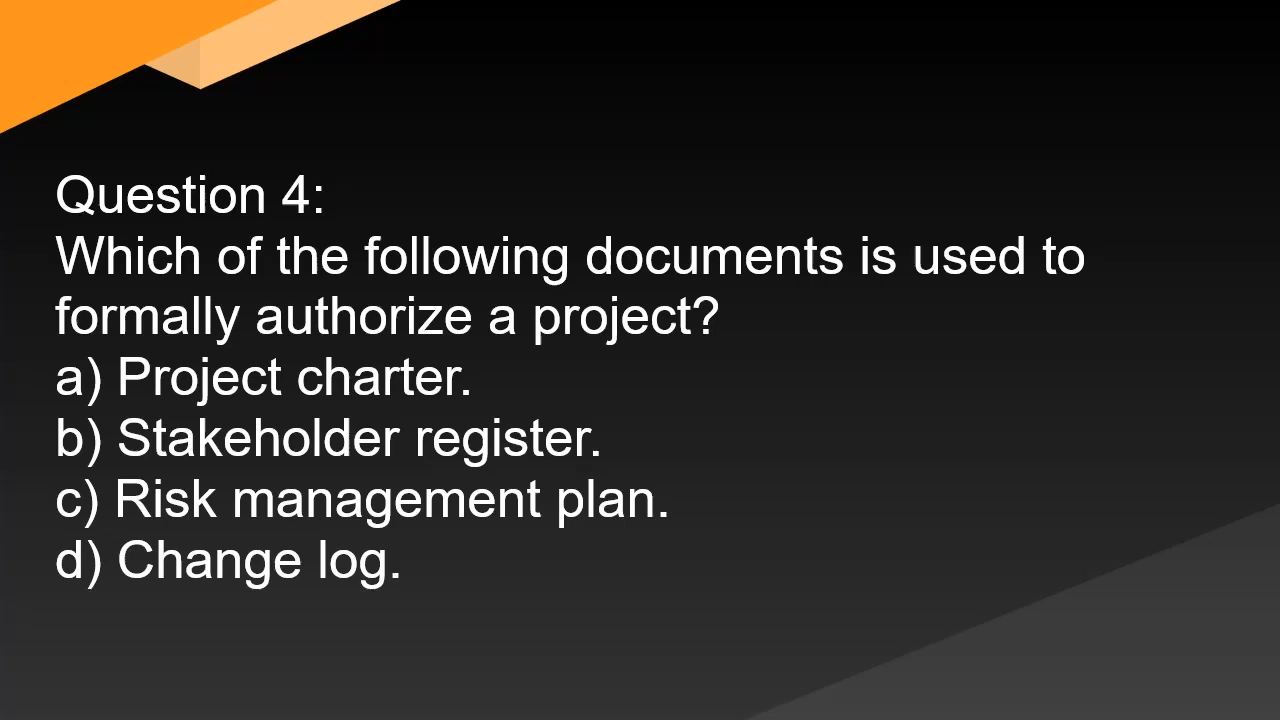 Question 4:
Which of the following documents is used to
formally authorize a project?
a) Project charter.
b) Stakeholder register.
c) Risk management plan.
d) Change log.